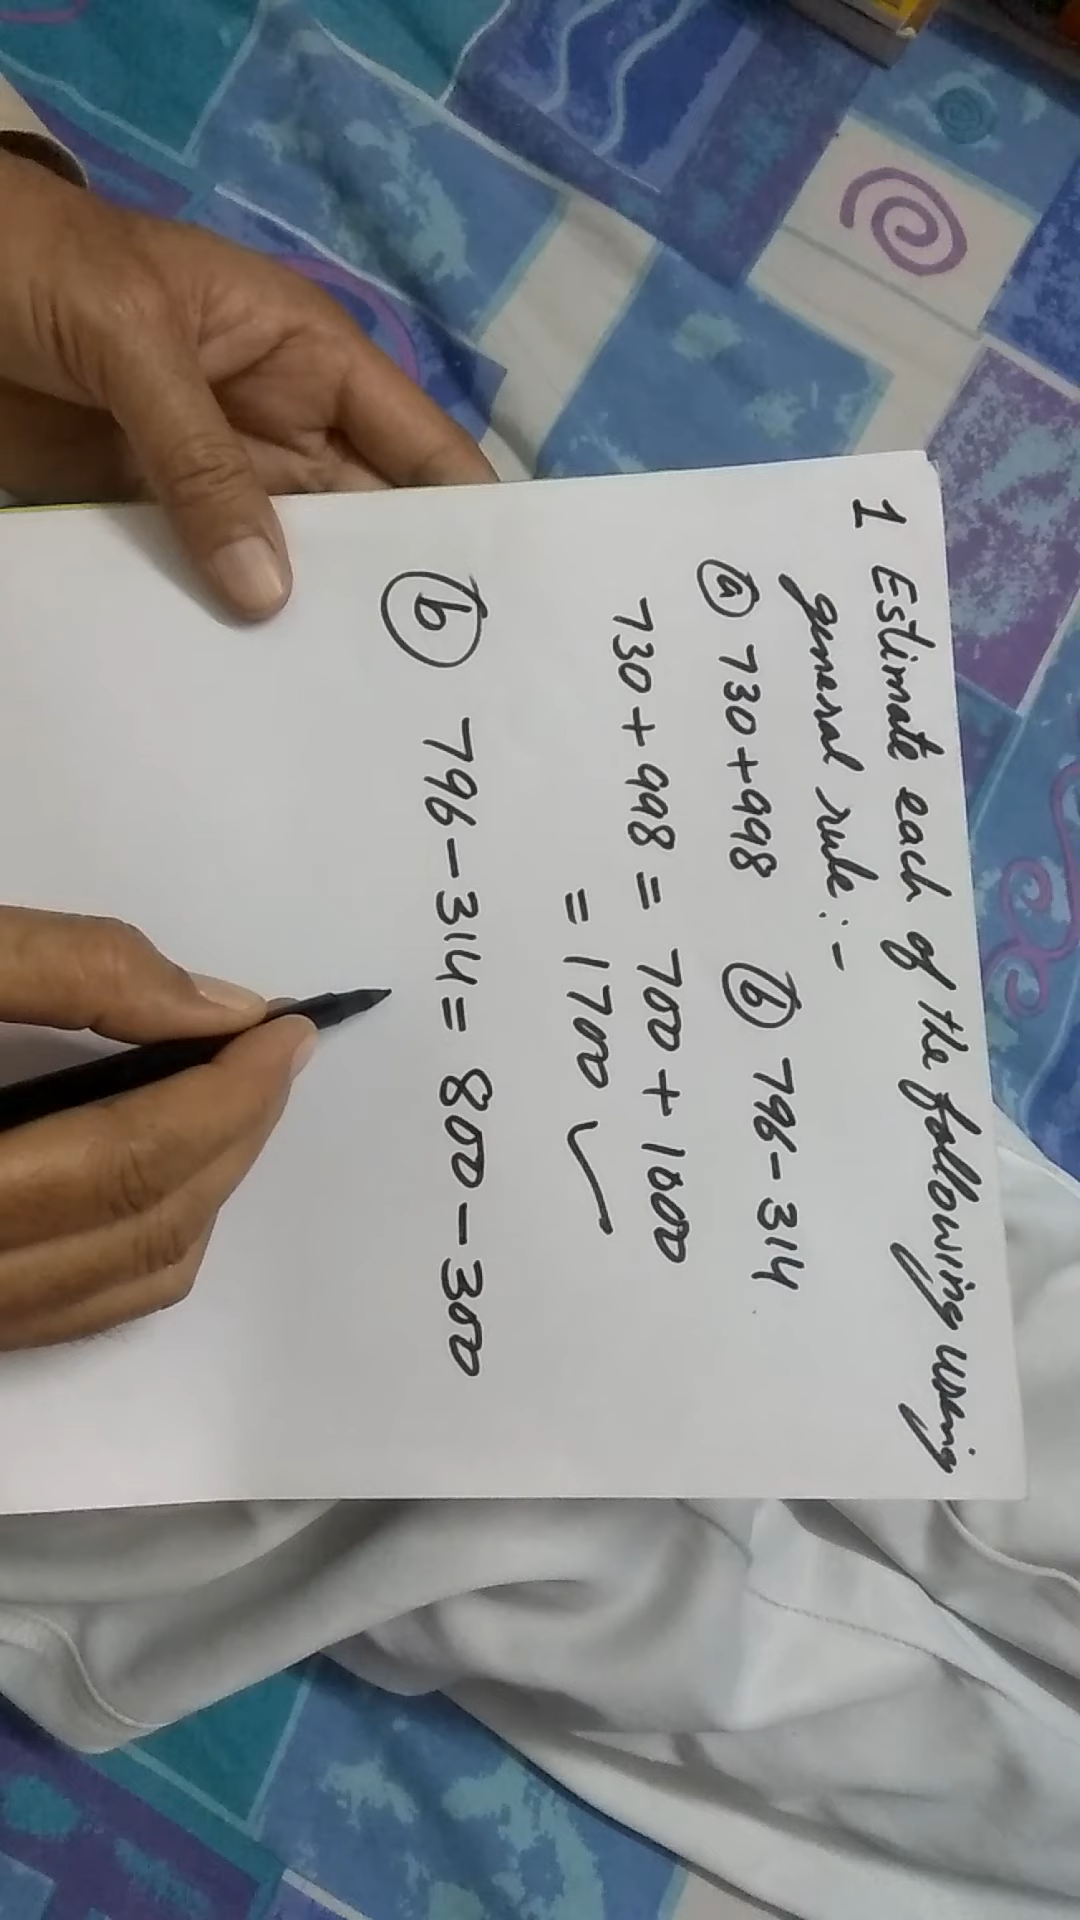 1 Estimate each of the following using
general rule:-
(a) 730+998 (b) 796-314
730+998 = 700+1000
= 1700 ✓
(b) 796-314 = 800-300